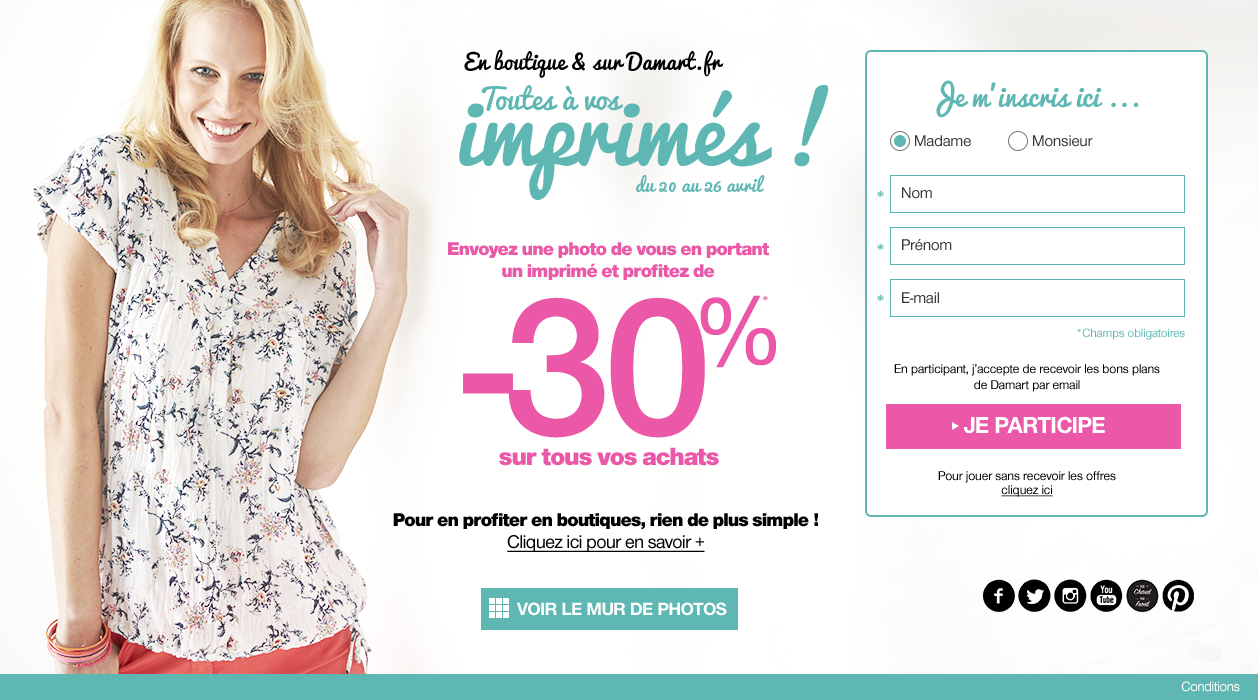 En boutique & sur Damart.fr
Toutes à vos
imprimés !
du 20 au 26 avril
Envoyez une photo de vous en portant
un imprimé et profitez de
-30%*
sur tous vos achats
Pour en profiter en boutiques, rien de plus simple !
Cliquez ici pour en savoir +
VOIR LE MUR DE PHOTOS
Je m'inscris ici ...
Madame Monsieur
* Nom
* Prénom
* E-mail
*Champs obligatoires
En participant, j'accepte de recevoir les bons plans
de Damart par email
JE PARTICIPE
Pour jouer sans recevoir les offres
cliquez ici
You
Tube
NI
Chaud
NI
Froid
Conditions